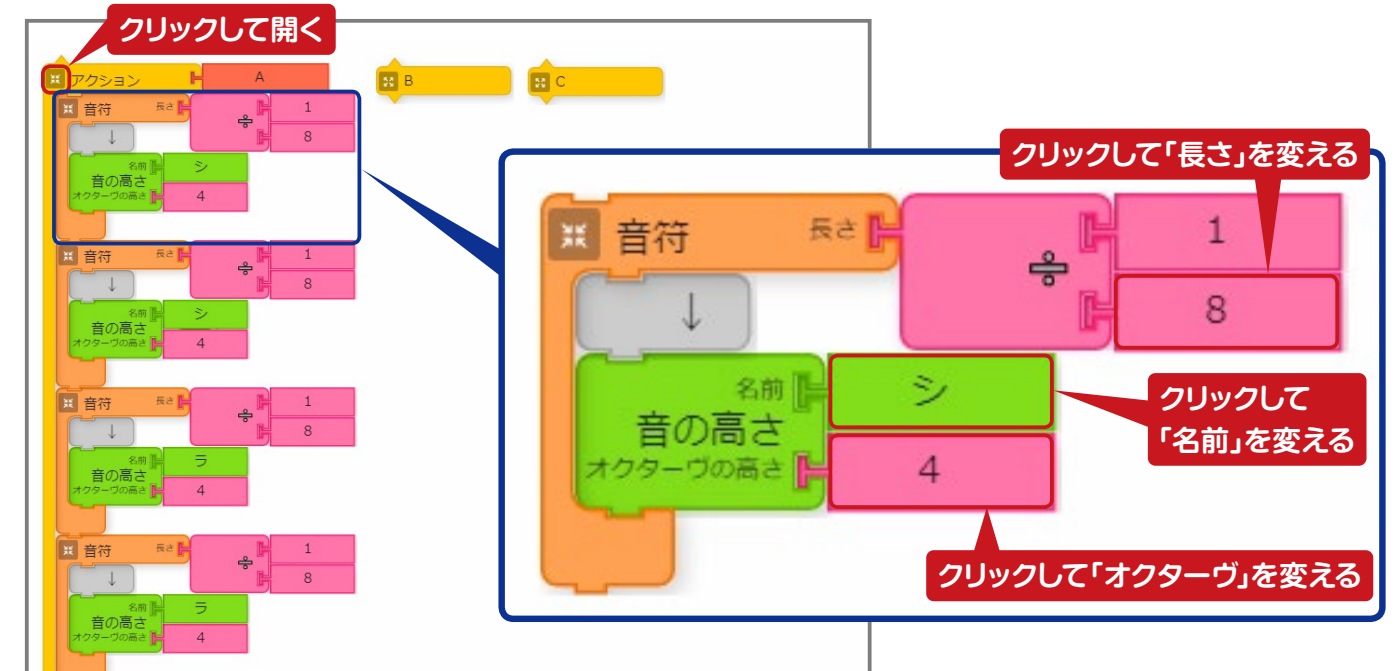 クリックして開く
アクション A
B
C
音符 長さ 1
÷
8
↓
名前 シ
音の高さ
オクターヴの高さ 4
音符 長さ 1
÷
8
↓
名前 シ
音の高さ
オクターヴの高さ 4
音符 長さ 1
÷
8
↓
名前 ラ
音の高さ
オクターヴの高さ 4
音符 長さ 1
÷
8
↓
名前 ラ
音の高さ
オクターヴの高さ 4
クリックして「長さ」を変える
音符 長さ 1
÷
8
↓
名前 シ
音の高さ
オクターヴの高さ 4
クリックして
「名前」を変える
クリックして「オクターヴ」を変える